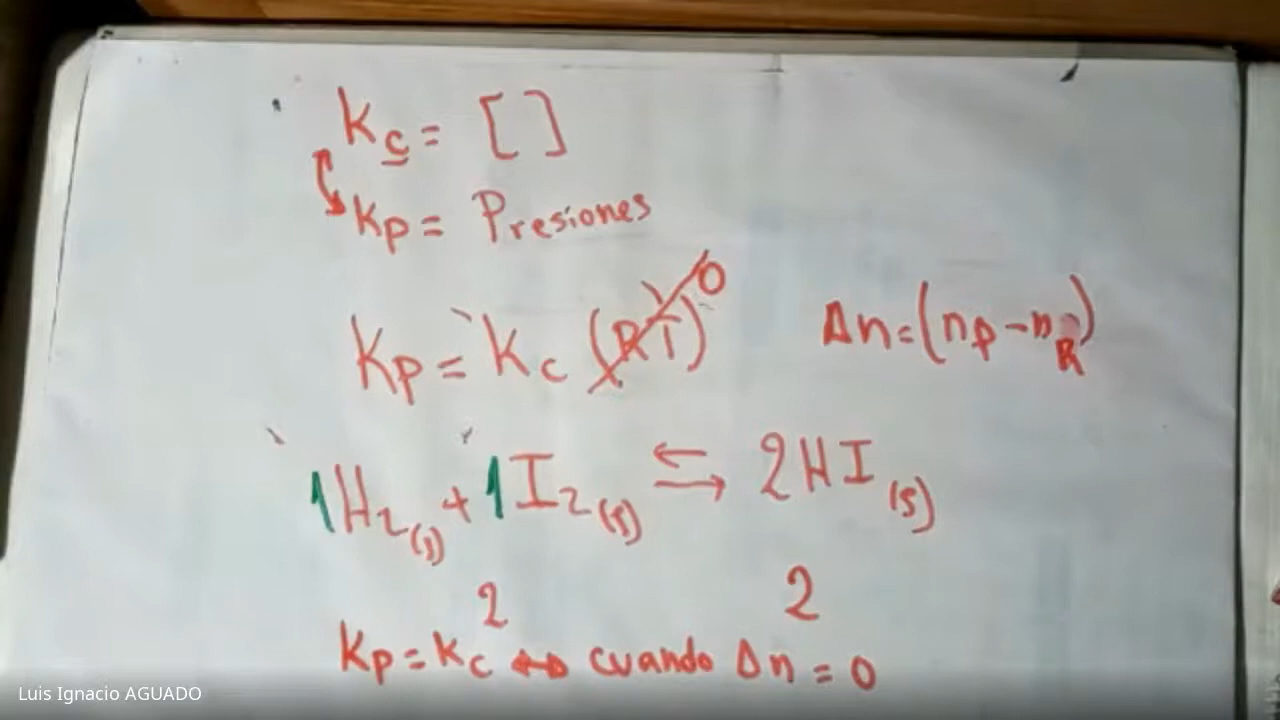 Kc = [ ]
Kp = Presiones
Kp = Kc (RT)⁰ Δn = (np - nR)
1H₂(g) + 1I₂(g) ⇆ 2HI(g)
2 2
Kp = Kc ↔ cuando Δn = 0
Luis Ignacio AGUADO